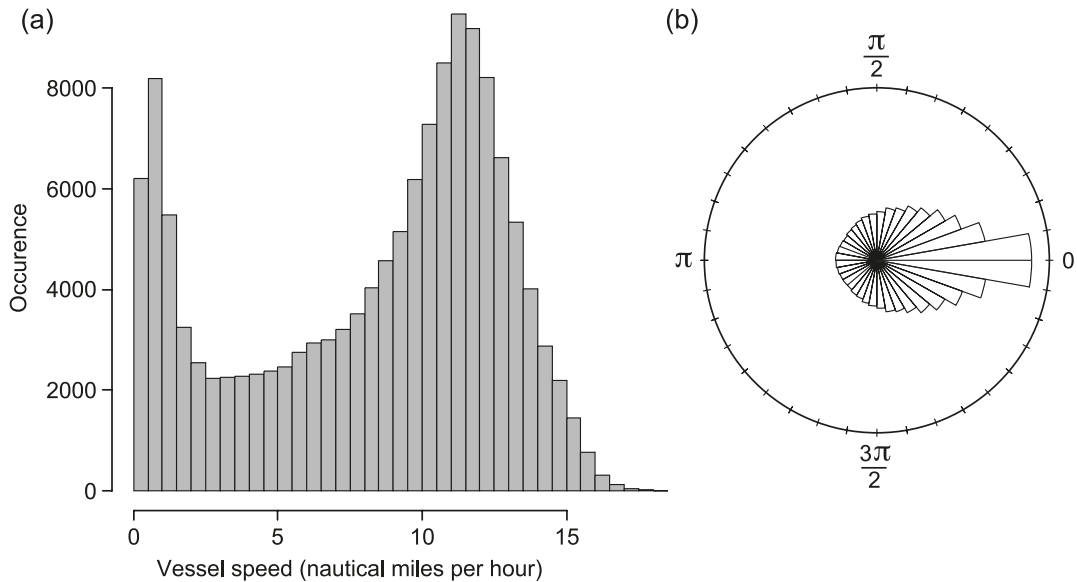 (a)
8000
6000
4000
2000
0
Occurence
0 5 10 15
Vessel speed (nautical miles per hour)
(b)
π
2
π
0
3π
2